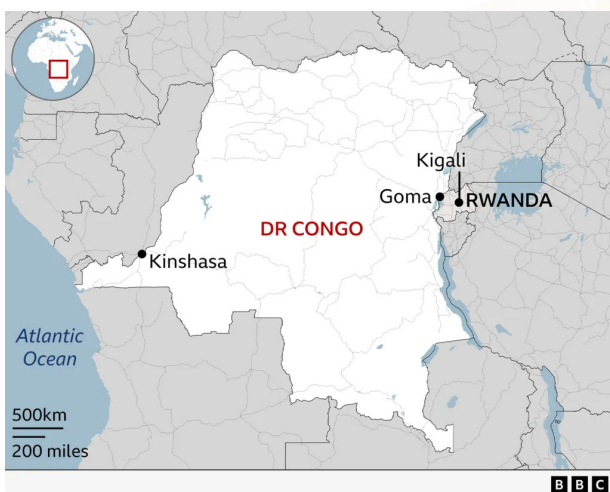 Kigali
Goma
RWANDA
DR CONGO
Kinshasa
Atlantic
Ocean
500km
200 miles
BBC